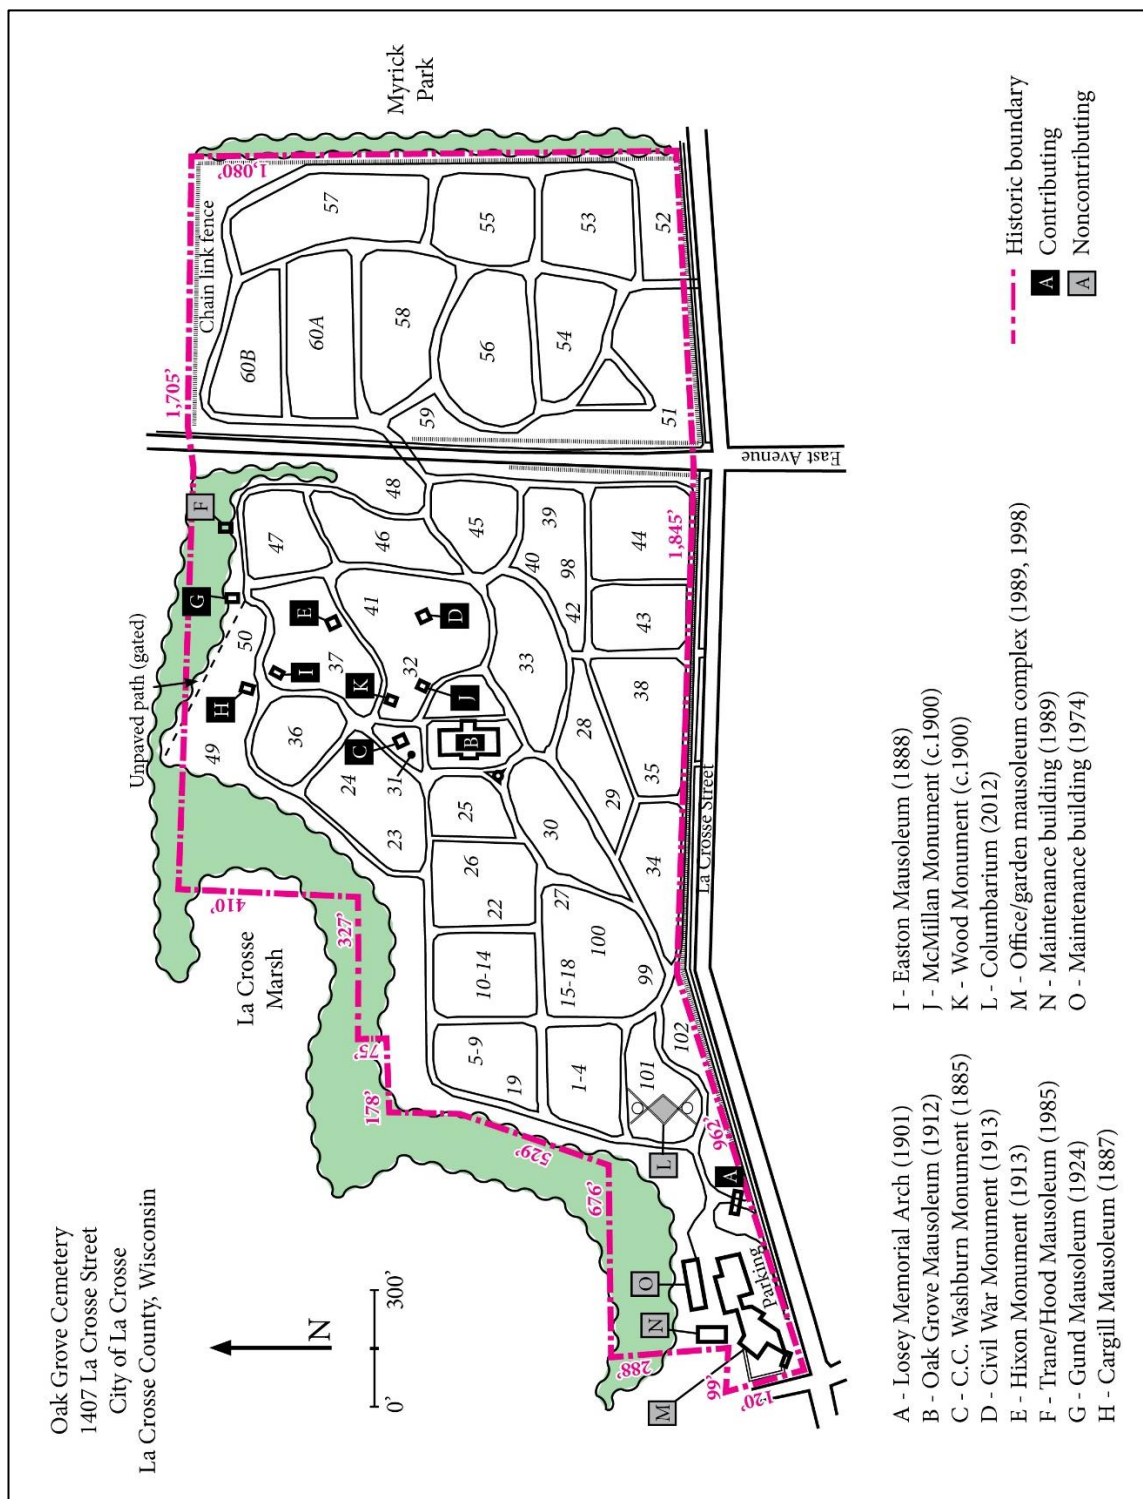 Oak Grove Cemetery
1407 La Crosse Street
City of La Crosse
La Crosse County, Wisconsin
N
0'
300'
Myrick
Park
La Crosse
Marsh
Unpaved path (gated)
Chain link fence
East Avenue
La Crosse Street
Parking
1,705'
1,080'
1,845'
962'
120'
99'
288'
676'
529'
178'
75'
327'
410'
57
60B
60A
58
55
53
52
56
54
59
51
48
47
46
45
39
40
98
42
44
43
50
49
37
41
32
33
36
24
31
23
25
26
22
30
28
29
38
35
34
27
100
99
10-14
15-18
5-9
19
1-4
101
102
F
G
E
D
I
H
K
J
C
B
L
A
O
N
M
Historic boundary
A Contributing
A Noncontributing
A - Losey Memorial Arch (1901)
B - Oak Grove Mausoleum (1912)
C - C.C. Washburn Monument (1885)
D - Civil War Monument (1913)
E - Hixon Monument (1913)
F - Trane/Hood Mausoleum (1985)
G - Gund Mausoleum (1924)
H - Cargill Mausoleum (1887)
I - Easton Mausoleum (1888)
J - McMillan Monument (c.1900)
K - Wood Monument (c.1900)
L - Columbarium (2012)
M - Office/garden mausoleum complex (1989, 1998)
N - Maintenance building (1989)
O - Maintenance building (1974)